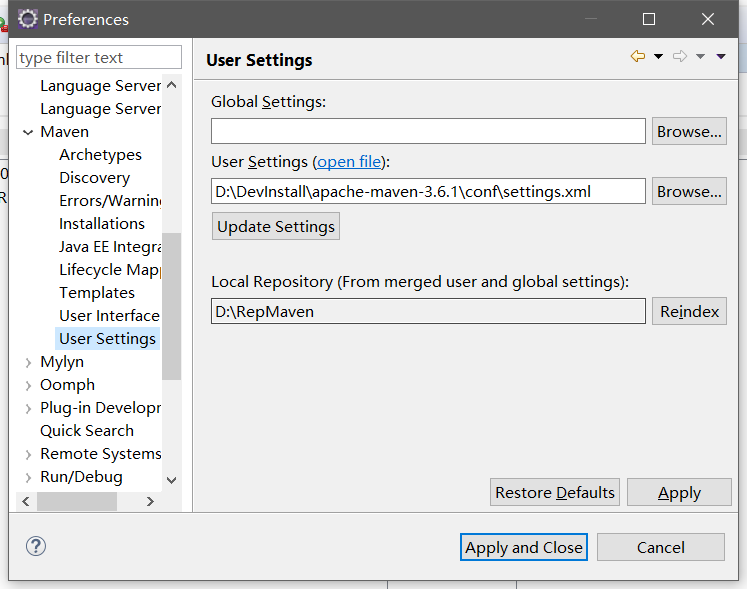 Preferences
type filter text
Language Server
Language Server
Maven
Archetypes
Discovery
Errors/Warning
Installations
Java EE Integra
Lifecycle Mapp
Templates
User Interface
User Settings
Mylyn
Oomph
Plug-in Develop
Quick Search
Remote Systems
Run/Debug
User Settings
Global Settings:
Browse...
User Settings (open file):
D:\DevInstall\apache-maven-3.6.1\conf\settings.xml
Browse...
Update Settings
Local Repository (From merged user and global settings):
D:\RepMaven
Reindex
Restore Defaults
Apply
Apply and Close
Cancel